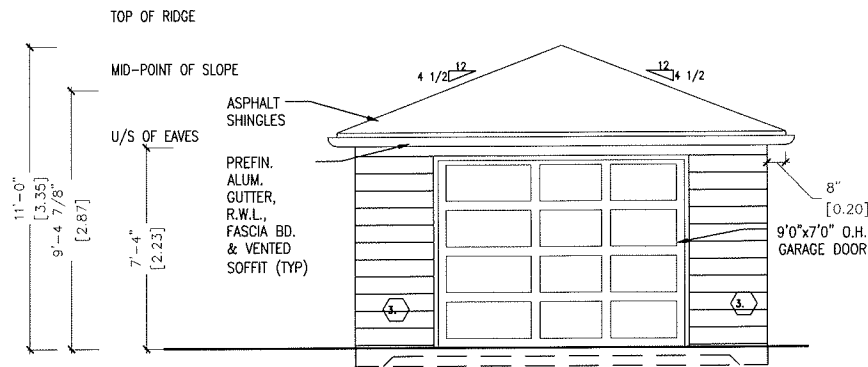 TOP OF RIDGE
MID-POINT OF SLOPE
U/S OF EAVES
11'-0"
[3.35]
9'-4 7/8"
[2.87]
7'-4"
[2.23]
ASPHALT
SHINGLES
PREFIN.
ALUM.
GUTTER,
R.W.L.,
FASCIA BD.
& VENTED
SOFFIT (TYP)
12
4 1/2
12
4 1/2
8"
[0.20]
9'0"x7'0" O.H.
GARAGE DOOR
3.
3.